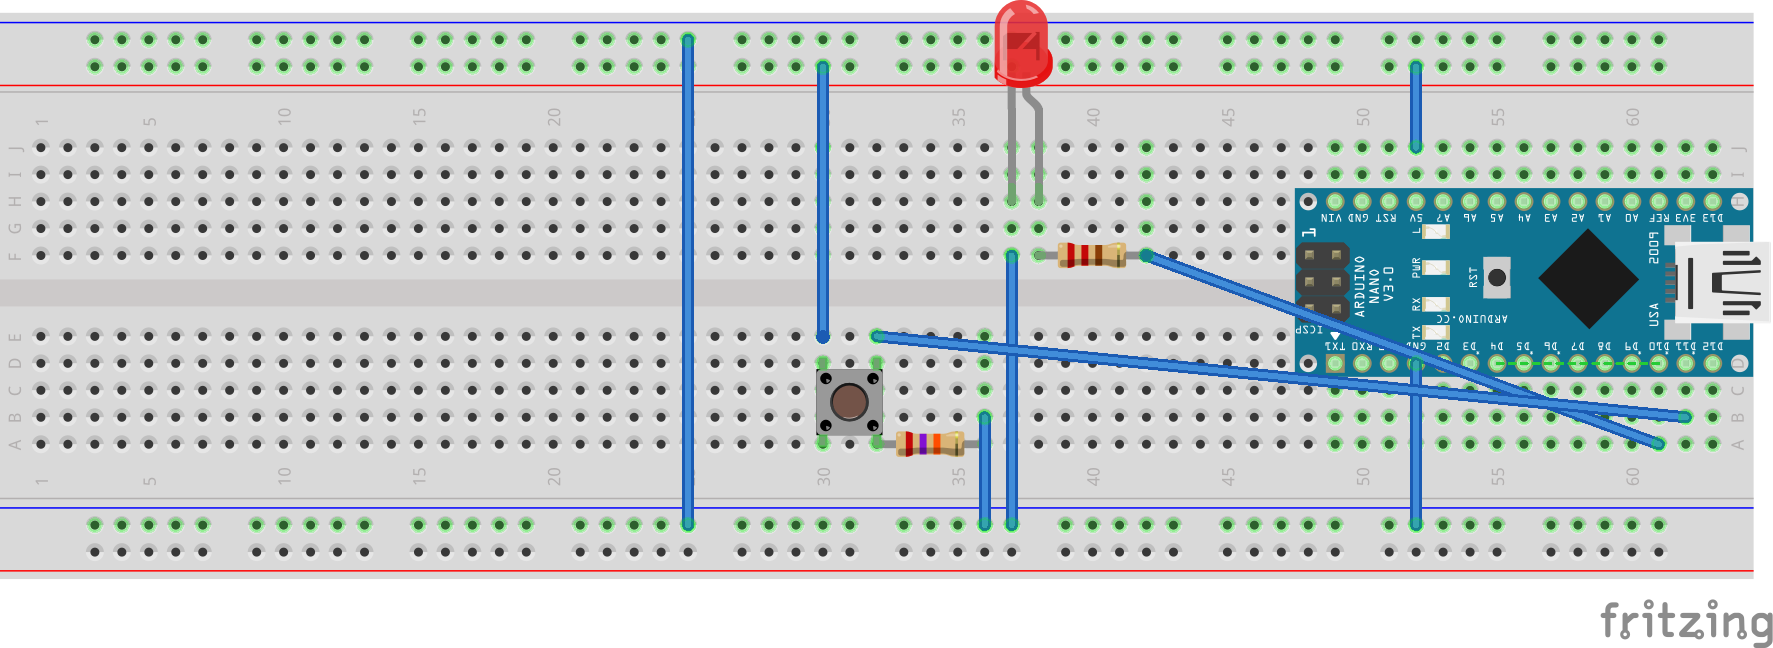 1 5 10 15 20 30 35 40 45 50 55 60
J J
I I
H H
G
F
VIN GND RST 5V A7 A6 A5 A4 A3 A2 A1 A0 REF 3V3 D13
1
L
PWR
RX
TX
RST
ARDUINO
NANO
V3.0
ICSP
ARDUINO.CC
2009
USA
TX1 RX0 GND D2 D3 D4 D5 D6 D7 D8 D9 D10 D11 D12
E
D D
C C
B B
A A
1 5 10 15 20 30 35 40 45 50 55 60
fritzing